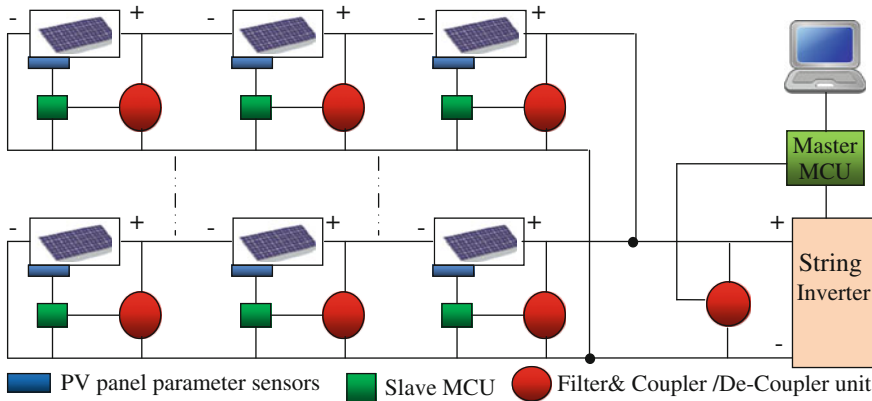 - + - + - +
Master
MCU
- + - + - +
+
String
Inverter
-
PV panel parameter sensors
Slave MCU
Filter& Coupler /De-Coupler unit